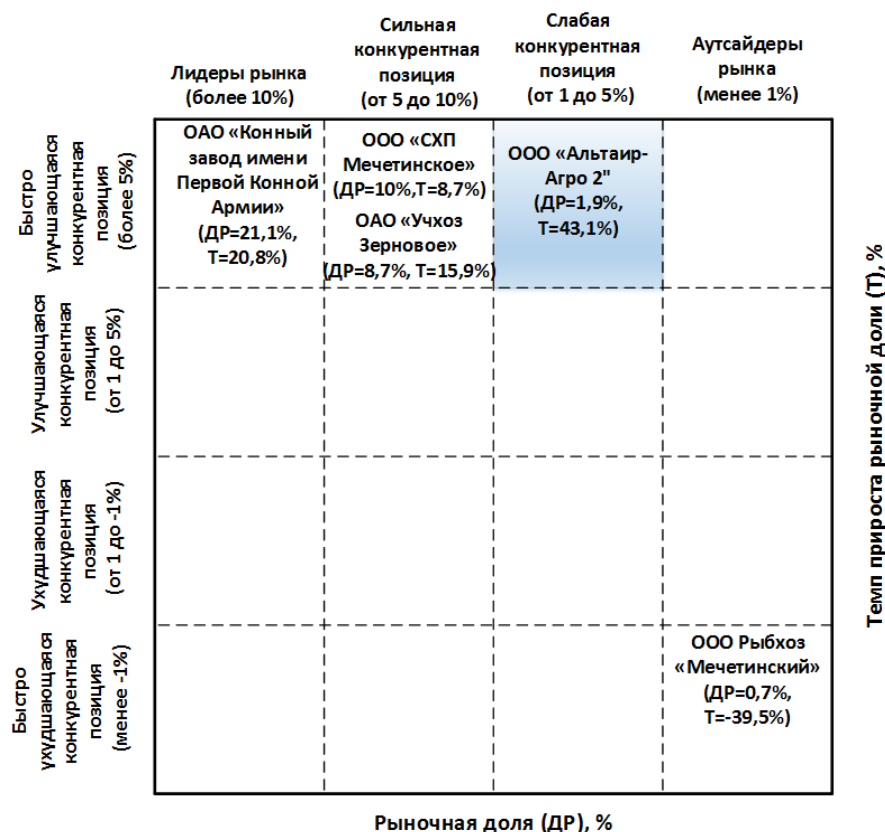 Лидеры рынка
(более 10%)
Сильная
конкурентная
позиция
(от 5 до 10%)
Слабая
конкурентная
позиция
(от 1 до 5%)
Аутсайдеры
рынка
(менее 1%)
Быстро
улучшающаяся
конкурентная
позиция
(более 5%)
ОАО «Конный
завод имени
Первой Конной
Армии»
(ДР=21,1%,
Т=20,8%)
ООО «СХП
Мечетинское»
(ДР=10%,Т=8,7%)
ОАО «Учхоз
Зерновое»
(ДР=8,7%, Т=15,9%)
ООО «Альтаир-
Агро 2"
(ДР=1,9%,
Т=43,1%)
Улучшающаяся
конкурентная
позиция
(от 1 до 5%)
Ухудшающаяся
конкурентная
позиция
(от 1 до -1%)
Быстро
ухудшающаяся
конкурентная
позиция
(менее -1%)
ООО Рыбхоз
«Мечетинский»
(ДР=0,7%,
Т=-39,5%)
Темп прироста рыночной доли (Т), %
Рыночная доля (ДР), %